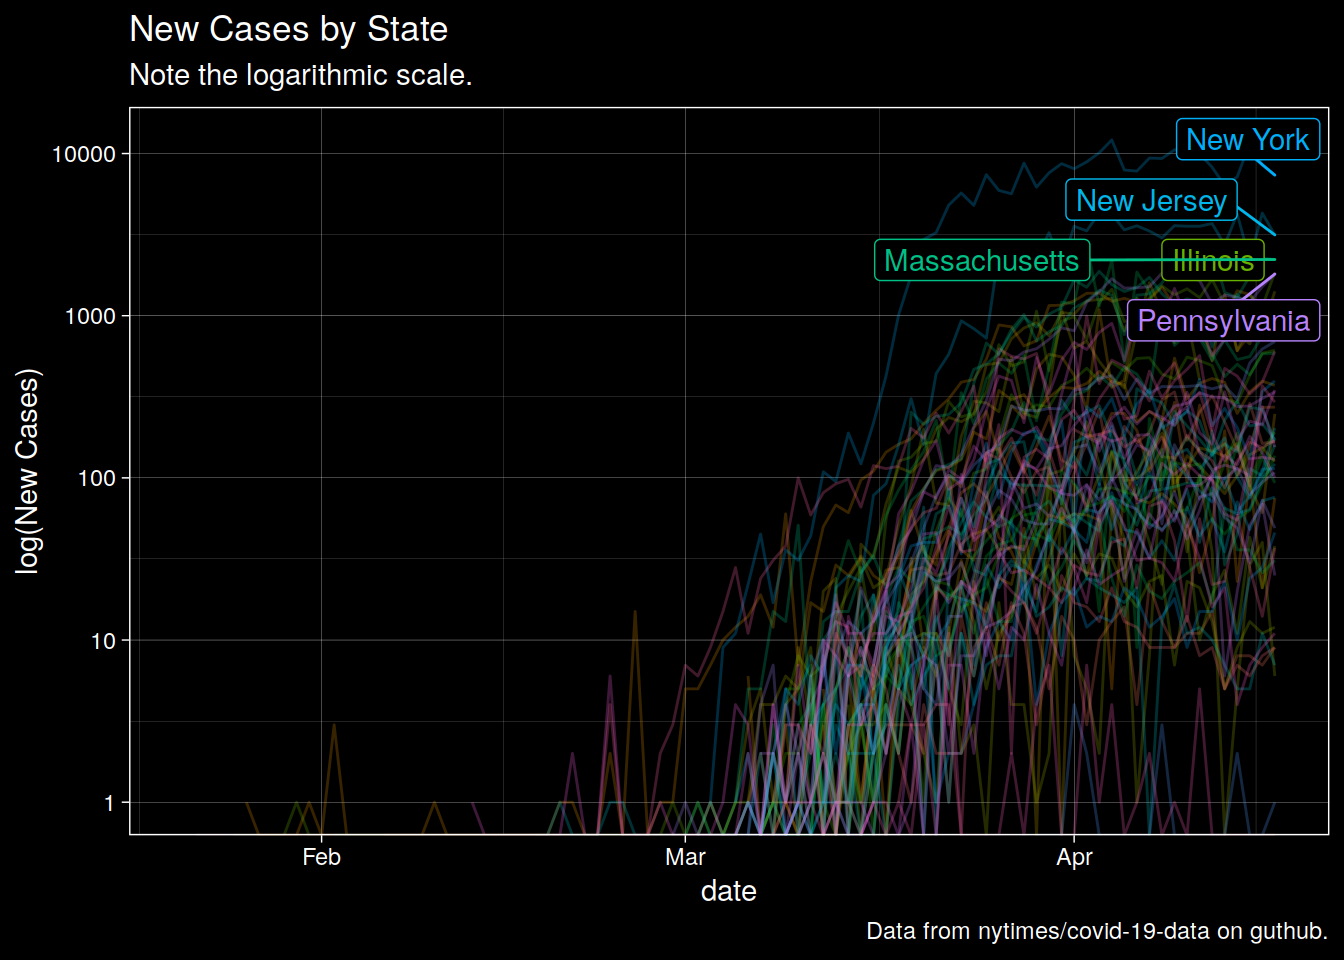 New Cases by State
Note the logarithmic scale.
log(New Cases)
10000
1000
100
10
1
New York
New Jersey
Massachusetts
Illinois
Pennsylvania
Feb
Mar
Apr
date
Data from nytimes/covid-19-data on guthub.